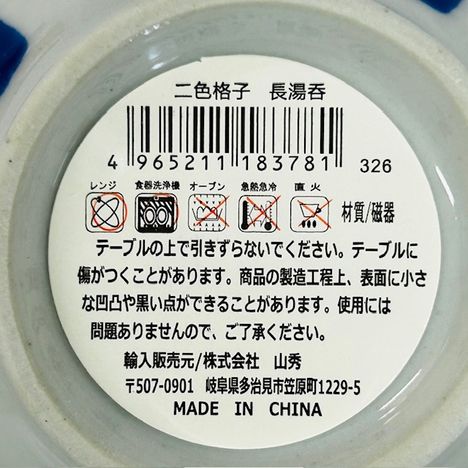 二色格子 長湯呑
4 965211 183781 326
レンジ 食器洗浄機 オーブン 急熱急冷 直火 材質/磁器
テーブルの上で引きずらないでください。テーブルに
傷がつくことがあります。商品の製造工程上、表面に小さ
な凹凸や黒い点ができることがあります。使用には
問題ありませんので、ご了承ください。
輸入販売元/株式会社 山秀
〒507-0901 岐阜県多治見市笠原町1229-5
MADE IN CHINA